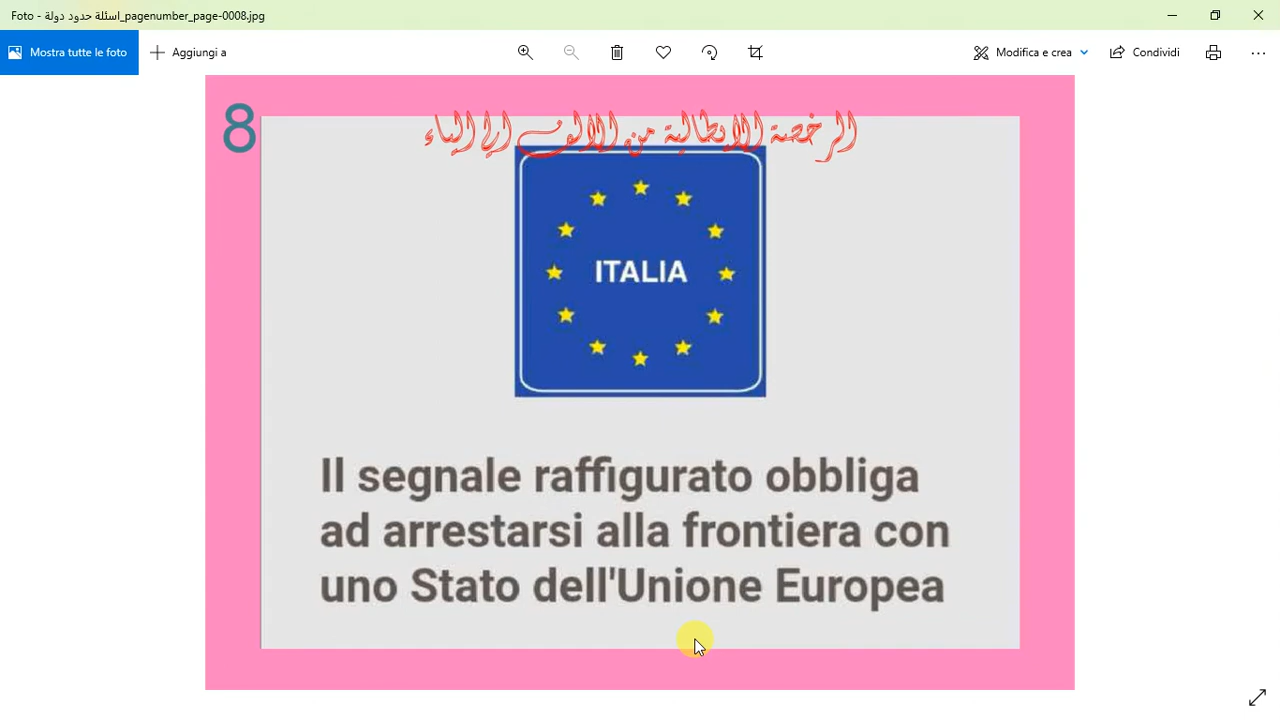 Foto - اسئلة حدود دولة_pagenumber_page-0008.jpg
Mostra tutte le foto
Aggiungi a
Modifica e crea
Condividi
8
الرخصة الايطالية من الالف الى الياء
ITALIA
Il segnale raffigurato obbliga
ad arrestarsi alla frontiera con
uno Stato dell'Unione Europea